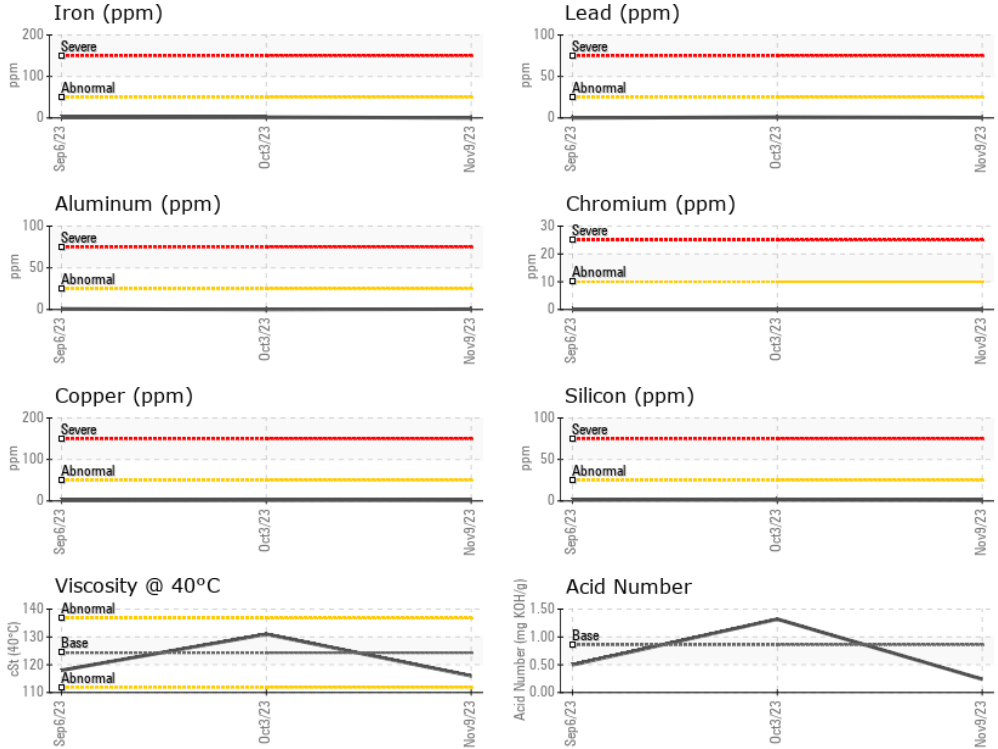 Iron (ppm)
200
100
0
ppm
Severe
Abnormal
Sep6/23
Oct3/23
Nov9/23
Lead (ppm)
100
50
0
ppm
Severe
Abnormal
Sep6/23
Oct3/23
Nov9/23
Aluminum (ppm)
100
50
0
ppm
Severe
Abnormal
Sep6/23
Oct3/23
Nov9/23
Chromium (ppm)
30
20
10
0
ppm
Severe
Abnormal
Sep6/23
Oct3/23
Nov9/23
Copper (ppm)
200
100
0
ppm
Severe
Abnormal
Sep6/23
Oct3/23
Nov9/23
Silicon (ppm)
100
50
0
ppm
Severe
Abnormal
Sep6/23
Oct3/23
Nov9/23
Viscosity @ 40°C
140
130
120
110
cSt (40°C)
Abnormal
Base
Abnormal
Sep6/23
Oct3/23
Nov9/23
Acid Number
1.50
1.00
0.50
0.00
Acid Number (mg KOH/g)
Base
Sep6/23
Oct3/23
Nov9/23